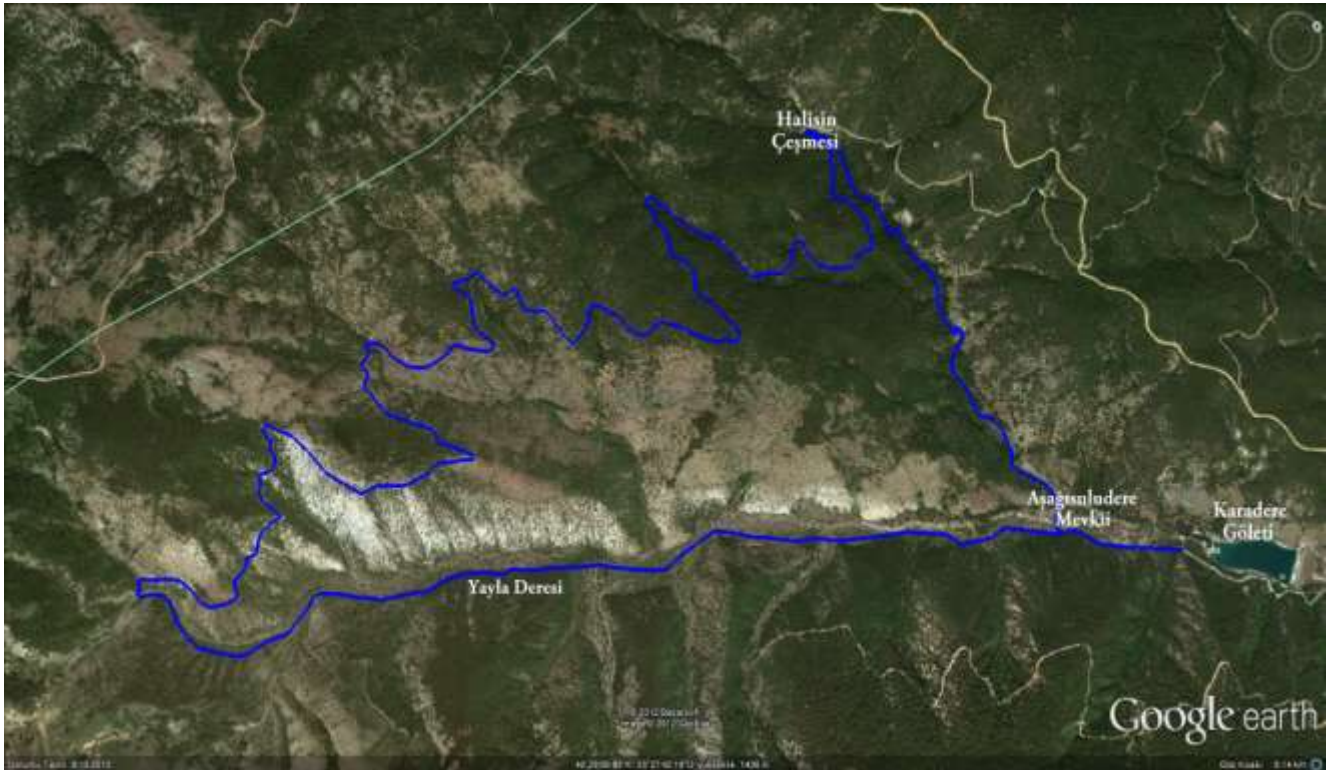 Halisin
Çeşmesi
Aşağısuludere
Mevkii
Karadere
Göleti
Yayla Deresi
Google earth